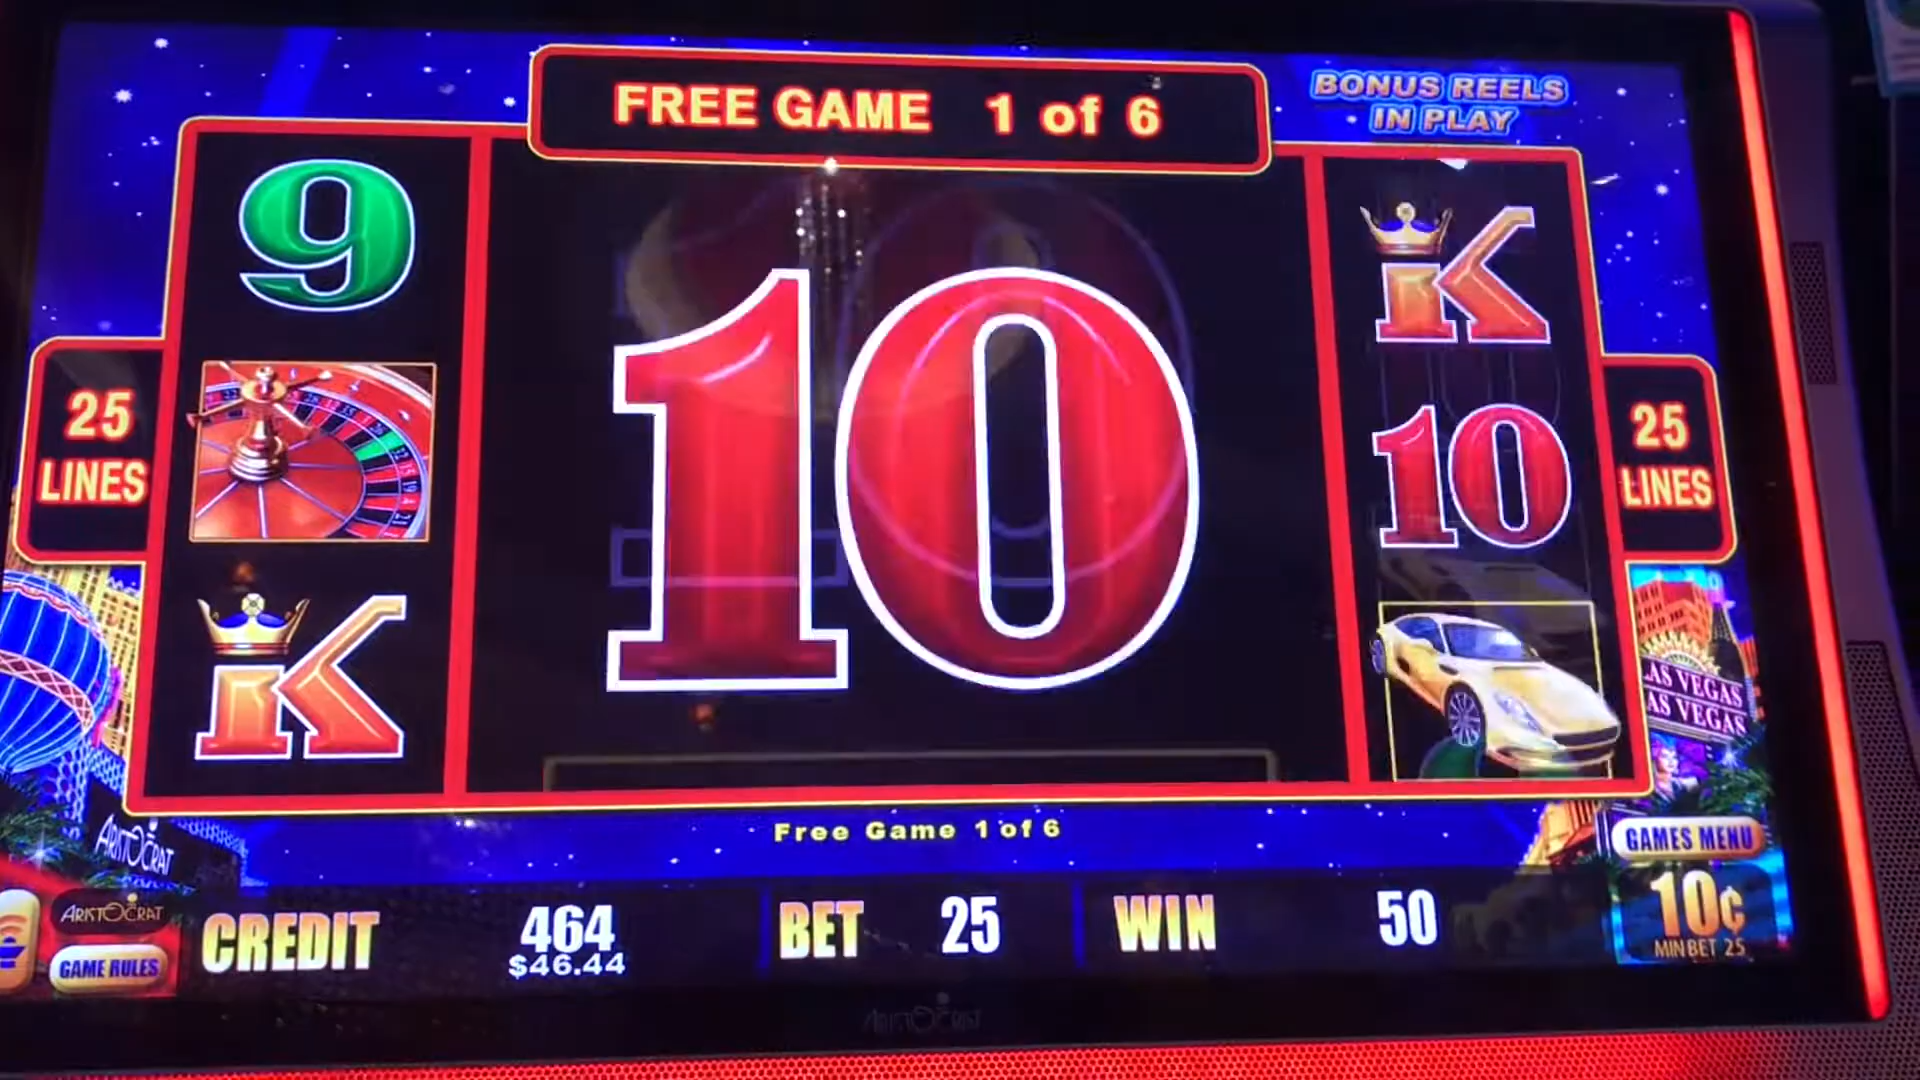 FREE GAME 1 of 6
BONUS REELS
IN PLAY
9
10
K
10
K
25
LINES
25
LINES
LAS VEGAS
LAS VEGAS
ARISTOCRAT
Free Game 1 of 6
GAMES MENU
ARISTOCRAT
GAME RULES
CREDIT
464
$46.44
BET 25
WIN 50
10¢
MIN BET 25
ARISTOCRAT